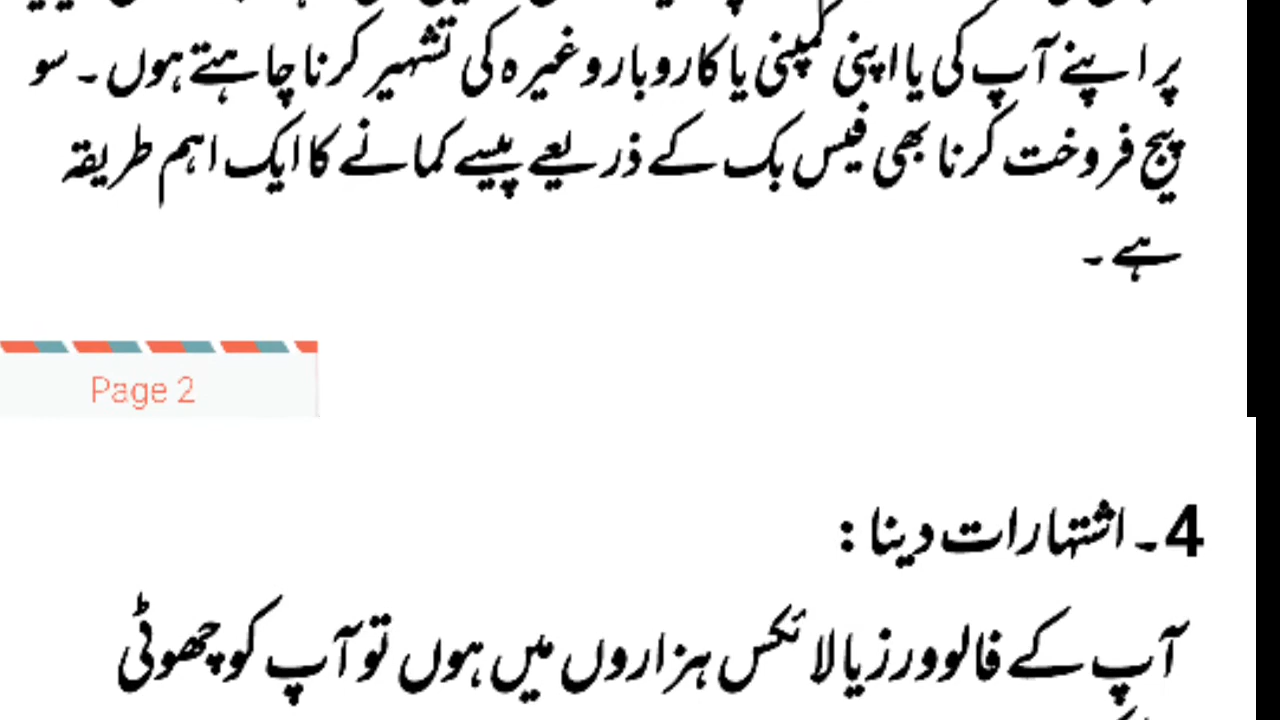 پر اپنے آپ کی یا اپنی کمپنی یا کاروبار وغیرہ کی تشہیر کرنا چاہتے ہوں۔ سو
پیج فروخت کرنا بھی فیس بک کے ذریعے پیسے کمانے کا ایک اہم طریقہ
ہے۔
Page 2
4۔ اشتہارات دینا :
آپ کے فالوورز یا لائکس ہزاروں میں ہوں تو آپ کو چھوٹی